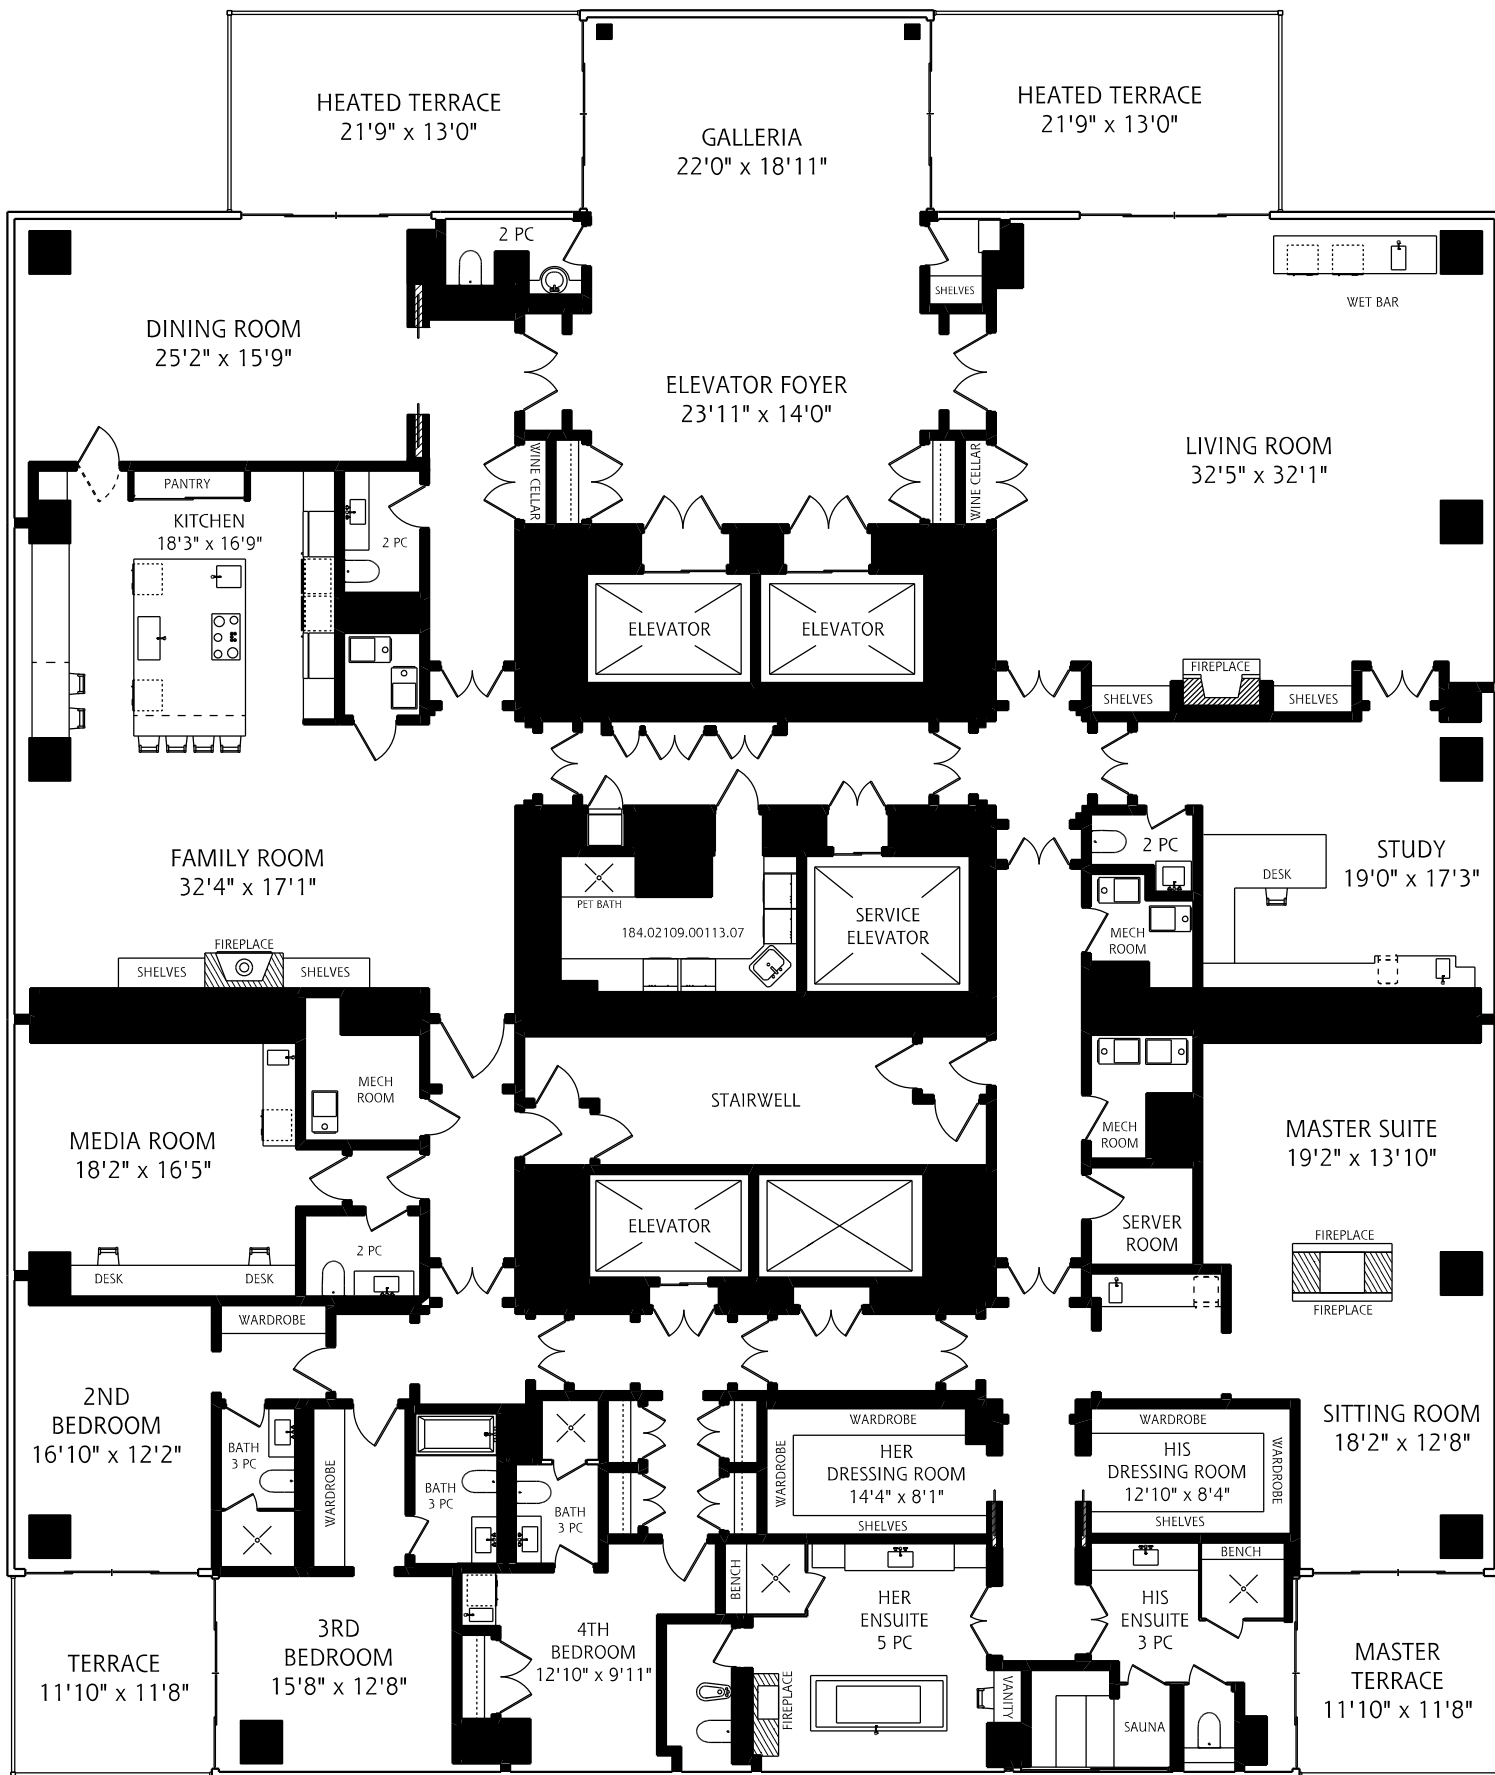 HEATED TERRACE
21'9" x 13'0"
GALLERIA
22'0" x 18'11"
HEATED TERRACE
21'9" x 13'0"
2 PC
SHELVES
WET BAR
DINING ROOM
25'2" x 15'9"
ELEVATOR FOYER
23'11" x 14'0"
LIVING ROOM
32'5" x 32'1"
WINE CELLAR
WINE CELLAR
PANTRY
KITCHEN
18'3" x 16'9"
2 PC
ELEVATOR
ELEVATOR
FIREPLACE
SHELVES
SHELVES
FAMILY ROOM
32'4" x 17'1"
FIREPLACE
SHELVES
SHELVES
PET BATH
184.02109.00113.07
SERVICE
ELEVATOR
2 PC
MECH
ROOM
DESK
STUDY
19'0" x 17'3"
MECH
ROOM
MEDIA ROOM
18'2" x 16'5"
STAIRWELL
MECH
ROOM
MASTER SUITE
19'2" x 13'10"
DESK
DESK
2 PC
ELEVATOR
SERVER
ROOM
FIREPLACE
FIREPLACE
WARDROBE
2ND
BEDROOM
16'10" x 12'2"
BATH
3 PC
WARDROBE
BATH
3 PC
BATH
3 PC
WARDROBE
WARDROBE
HER
DRESSING ROOM
14'4" x 8'1"
SHELVES
WARDROBE
HIS
DRESSING ROOM
12'10" x 8'4"
WARDROBE
SHELVES
SITTING ROOM
18'2" x 12'8"
BENCH
BENCH
TERRACE
11'10" x 11'8"
3RD
BEDROOM
15'8" x 12'8"
4TH
BEDROOM
12'10" x 9'11"
HER
ENSUITE
5 PC
FIREPLACE
VANITY
HIS
ENSUITE
3 PC
SAUNA
MASTER
TERRACE
11'10" x 11'8"